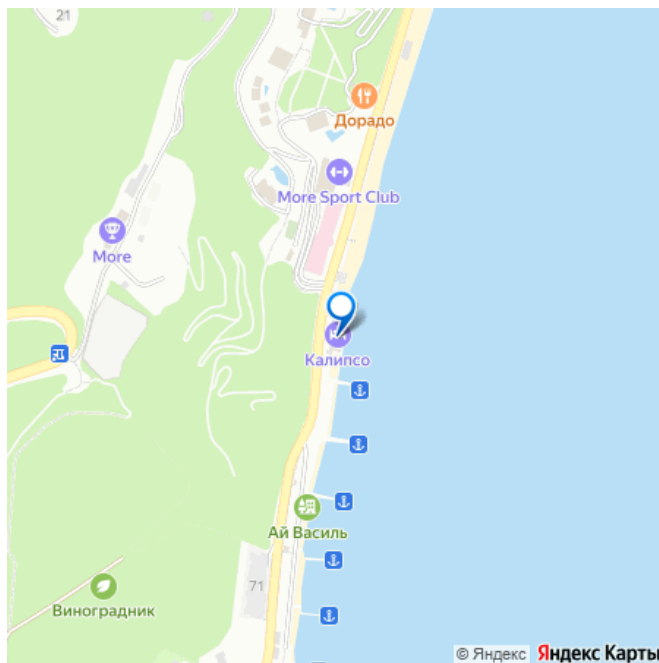 21
Дорадо
More Sport Club
More
Калипсо
Ай Василь
71
Виноградник
© Яндекс Яндекс Карты